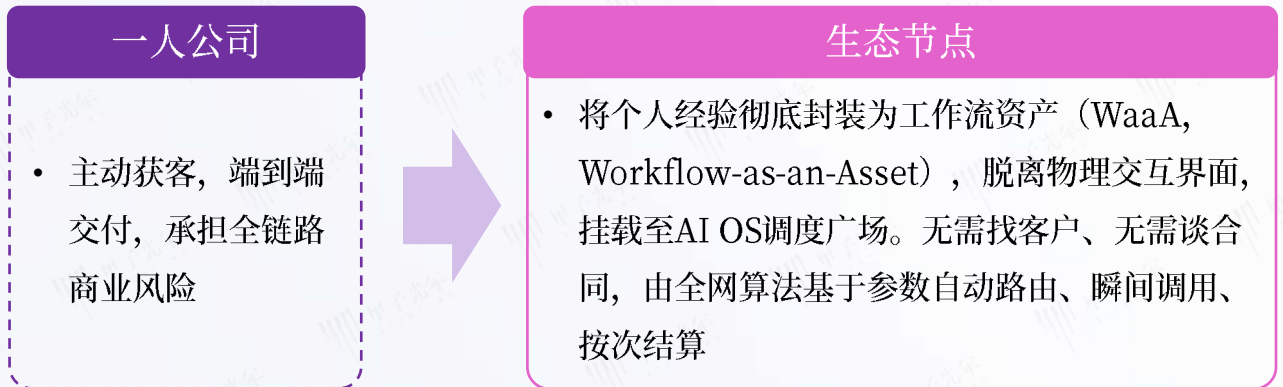 一人公司
• 主动获客，端到端
交付，承担全链路
商业风险
生态节点
• 将个人经验彻底封装为工作流资产（WaaA，
Workflow-as-an-Asset），脱离物理交互界面，
挂载至AI OS调度广场。无需找客户、无需谈合
同，由全网算法基于参数自动路由、瞬间调用、
按次结算
甲子光年